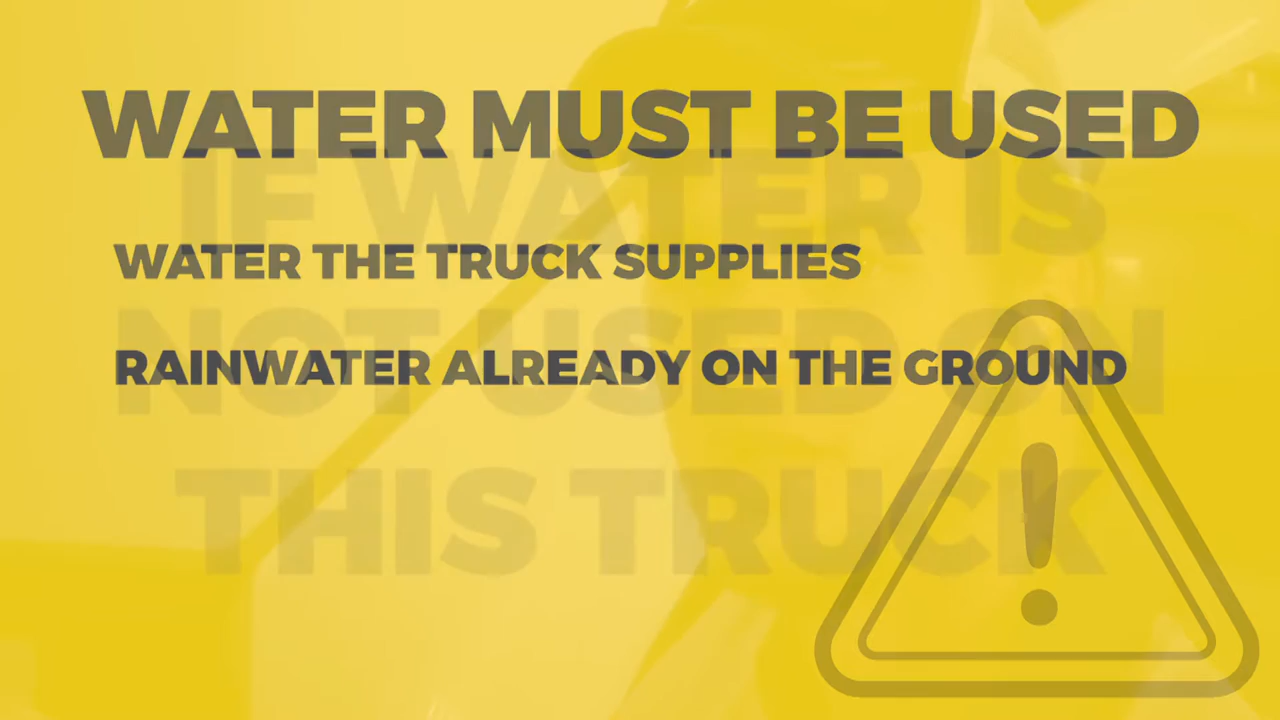 WATER MUST BE USED
IF WATER IS
WATER THE TRUCK SUPPLIES
NOT USED ON
RAINWATER ALREADY ON THE GROUND
THIS TRUCK